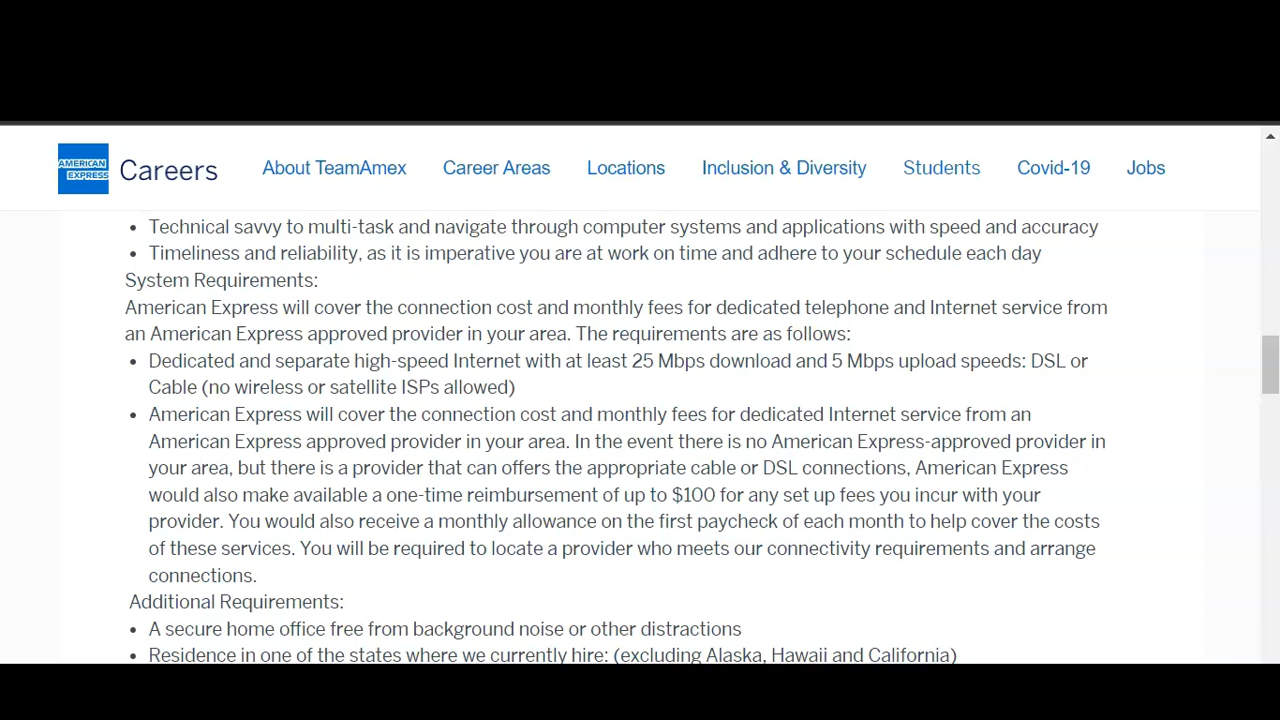 AMERICAN
EXPRESS
Careers
About TeamAmex
Career Areas
Locations
Inclusion & Diversity
Students
Covid-19
Jobs
• Technical savvy to multi-task and navigate through computer systems and applications with speed and accuracy
• Timeliness and reliability, as it is imperative you are at work on time and adhere to your schedule each day
System Requirements:
American Express will cover the connection cost and monthly fees for dedicated telephone and Internet service from
an American Express approved provider in your area. The requirements are as follows:
• Dedicated and separate high-speed Internet with at least 25 Mbps download and 5 Mbps upload speeds: DSL or
Cable (no wireless or satellite ISPs allowed)
• American Express will cover the connection cost and monthly fees for dedicated Internet service from an
American Express approved provider in your area. In the event there is no American Express-approved provider in
your area, but there is a provider that can offers the appropriate cable or DSL connections, American Express
would also make available a one-time reimbursement of up to $100 for any set up fees you incur with your
provider. You would also receive a monthly allowance on the first paycheck of each month to help cover the costs
of these services. You will be required to locate a provider who meets our connectivity requirements and arrange
connections.
Additional Requirements:
• A secure home office free from background noise or other distractions
• Residence in one of the states where we currently hire: (excluding Alaska, Hawaii and California)